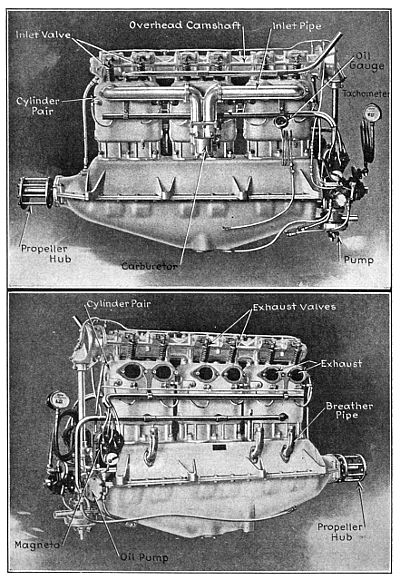 Overhead Camshaft
Inlet Pipe
Inlet Valve
Oil
Gauge
Cylinder
Pair
Tachometer
Propeller
Hub
Carburetor
Pump
Cylinder Pair
Exhaust Valves
Exhaust
Breather
Pipe
Propeller
Hub
Magneto
Oil Pump